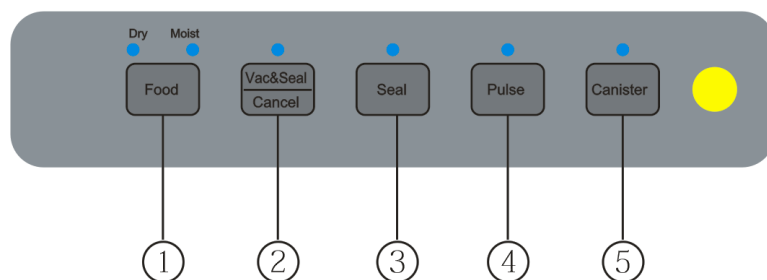 Dry Moist
Food
Vac&Seal
Cancel
Seal
Pulse
Canister
① ② ③ ④ ⑤